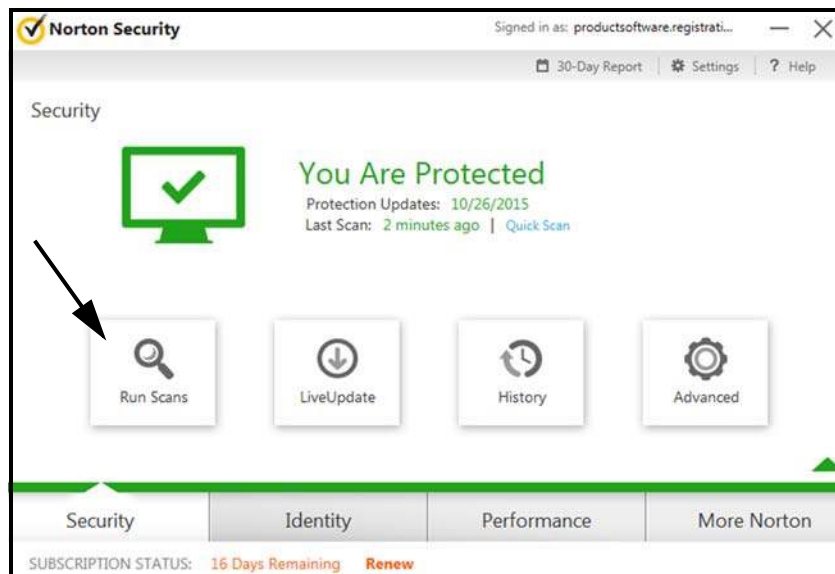 Norton Security
Signed in as: productsoftware.registrati...
30-Day Report
Settings
? Help
Security
You Are Protected
Protection Updates: 10/26/2015
Last Scan: 2 minutes ago | Quick Scan
Run Scans
LiveUpdate
History
Advanced
Security
Identity
Performance
More Norton
SUBSCRIPTION STATUS: 16 Days Remaining Renew